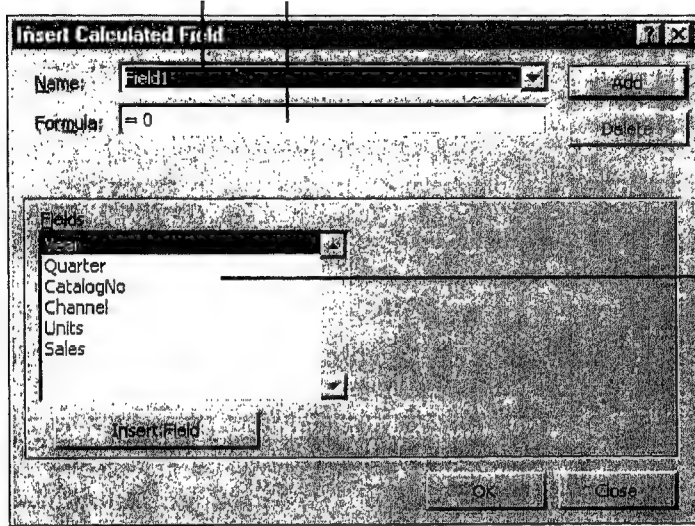 Insert Calculated Field
Name: Field1 Add
Formula: = 0 Delete
Fields
Year
Quarter
CatalogNo
Channel
Units
Sales
Insert Field
OK Close